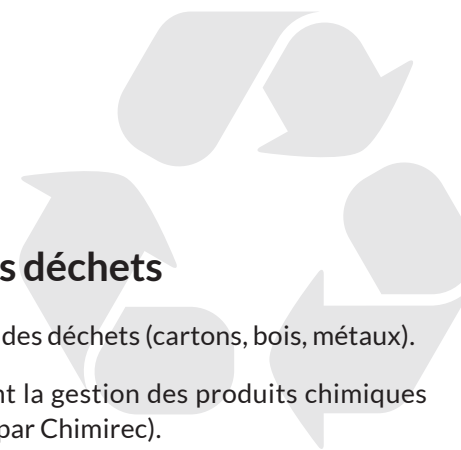 s déchets
des déchets (cartons, bois, métaux).
nt la gestion des produits chimiques
par Chimirec).